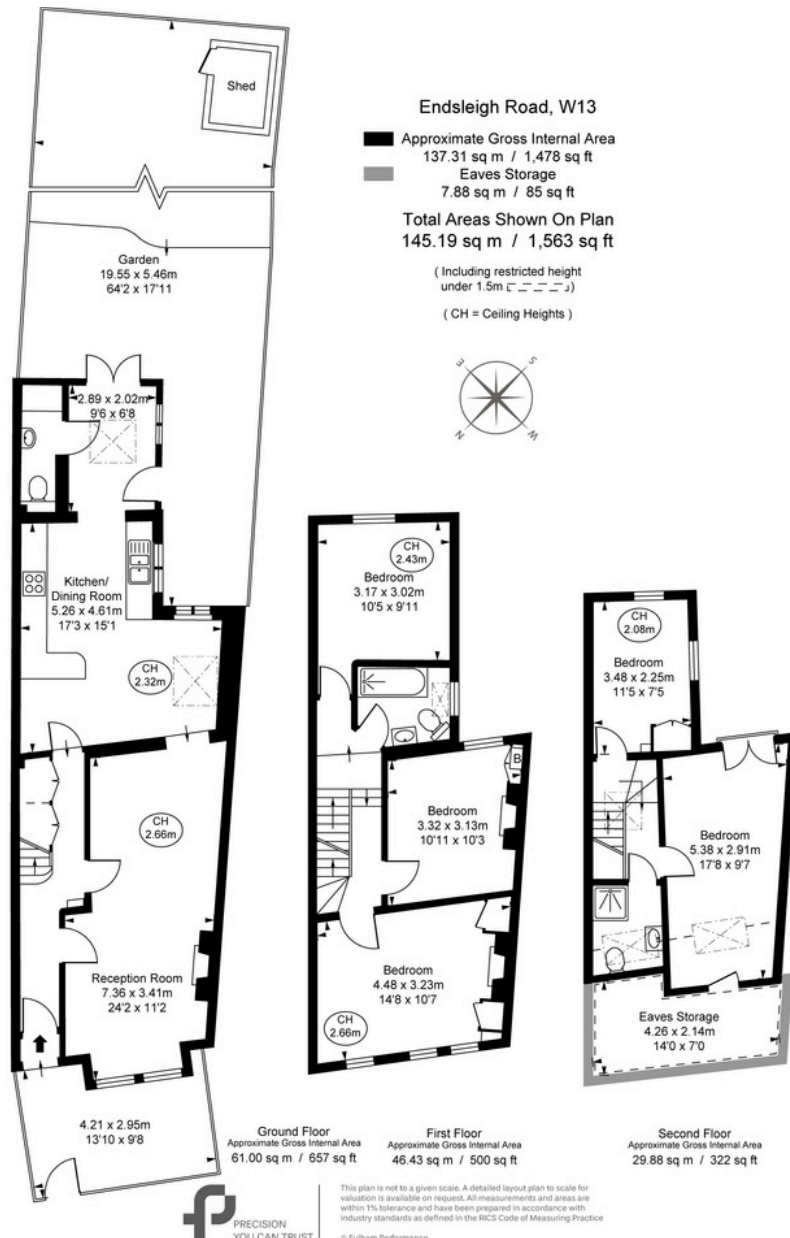 Endsleigh Road, W13
Approximate Gross Internal Area
137.31 sq m / 1,478 sq ft
Eaves Storage
7.88 sq m / 85 sq ft
Total Areas Shown On Plan
145.19 sq m / 1,563 sq ft
( Including restricted height
under 1.5m )
( CH = Ceiling Heights )
S
E
W
N
Shed
Garden
19.55 x 5.46m
64'2 x 17'11
2.89 x 2.02m
9'6 x 6'8
Kitchen/
Dining Room
5.26 x 4.61m
17'3 x 15'1
CH
2.32m
CH
2.66m
Reception Room
7.36 x 3.41m
24'2 x 11'2
4.21 x 2.95m
13'10 x 9'8
CH
2.43m
Bedroom
3.17 x 3.02m
10'5 x 9'11
B
Bedroom
3.32 x 3.13m
10'11 x 10'3
Bedroom
4.48 x 3.23m
14'8 x 10'7
CH
2.66m
CH
2.08m
Bedroom
3.48 x 2.25m
11'5 x 7'5
Bedroom
5.38 x 2.91m
17'8 x 9'7
Eaves Storage
4.26 x 2.14m
14'0 x 7'0
Ground Floor
Approximate Gross Internal Area
61.00 sq m / 657 sq ft
First Floor
Approximate Gross Internal Area
46.43 sq m / 500 sq ft
Second Floor
Approximate Gross Internal Area
29.88 sq m / 322 sq ft
PRECISION
YOU CAN TRUST
This plan is not to a given scale. A detailed layout plan to scale for
valuation is available on request. All measurements and areas are
within 1% tolerance and have been prepared in accordance with
industry standards as defined in the RICS Code of Measuring Practice
© Fulham Performance